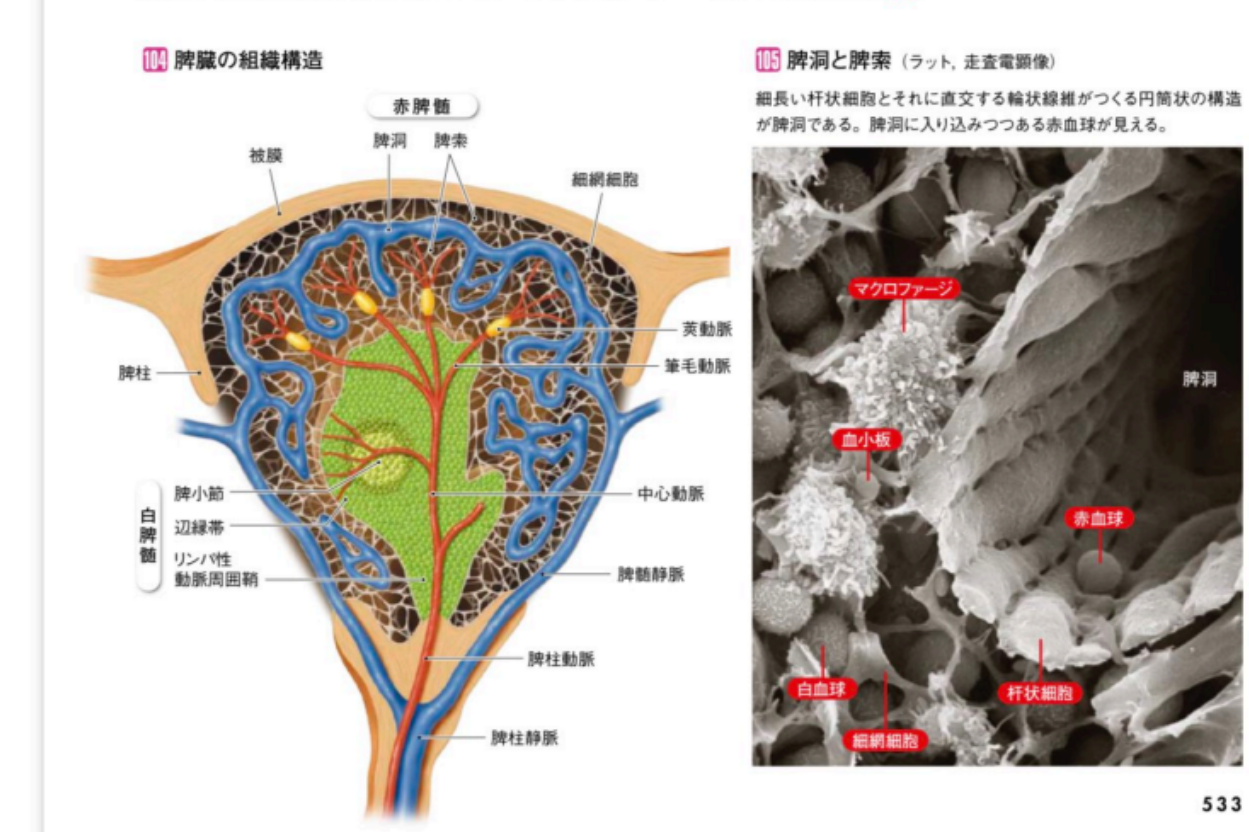 104 脾臓の組織構造
赤脾髄
脾洞 脾索
被膜
細網細胞
莢動脈
筆毛動脈
脾柱
白脾髄
脾小節
辺縁帯
リンパ性
動脈周囲鞘
中心動脈
脾髄静脈
脾柱動脈
脾柱静脈
105 脾洞と脾索（ラット, 走査電顕像）
細長い杆状細胞とそれに直交する輪状線維がつくる円筒状の構造
が脾洞である。脾洞に入り込みつつある赤血球が見える。
マクロファージ
脾洞
血小板
赤血球
白血球
杆状細胞
細網細胞
533